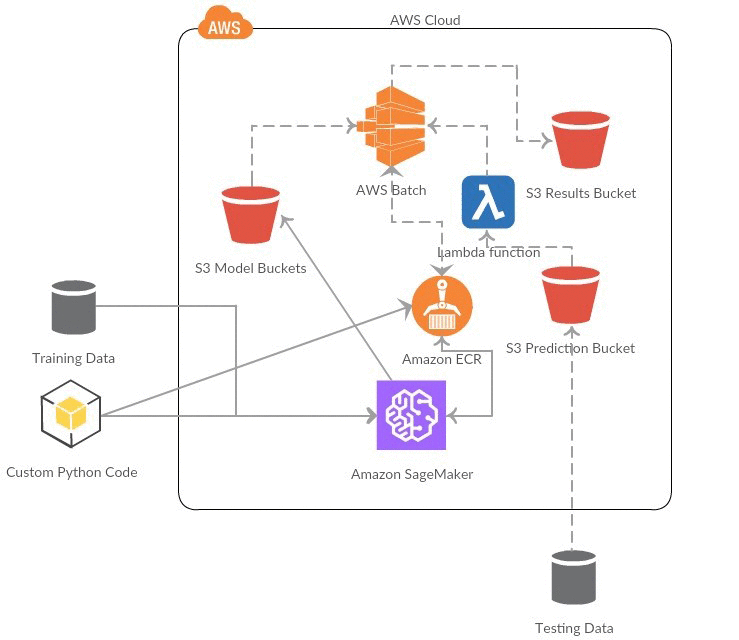 AWS Cloud
AWS
AWS Batch
S3 Results Bucket
Lambda function
S3 Model Buckets
S3 Prediction Bucket
Training Data
Amazon ECR
Custom Python Code
Amazon SageMaker
Testing Data